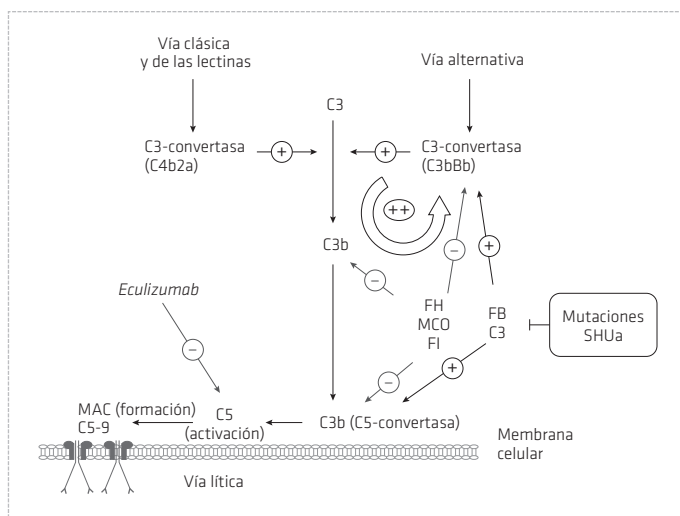 Vía clásica
y de las lectinas
Vía alternativa
C3
C3-convertasa
(C4b2a)
+
+
C3-convertasa
(C3bBb)
++
C3b
−
−
+
Eculizumab
−
FH
MCO
FI
FB
C3
Mutaciones
SHUa
−
+
MAC (formación)
C5-9
C5
(activación)
C3b (C5-convertasa)
Membrana
celular
Vía lítica